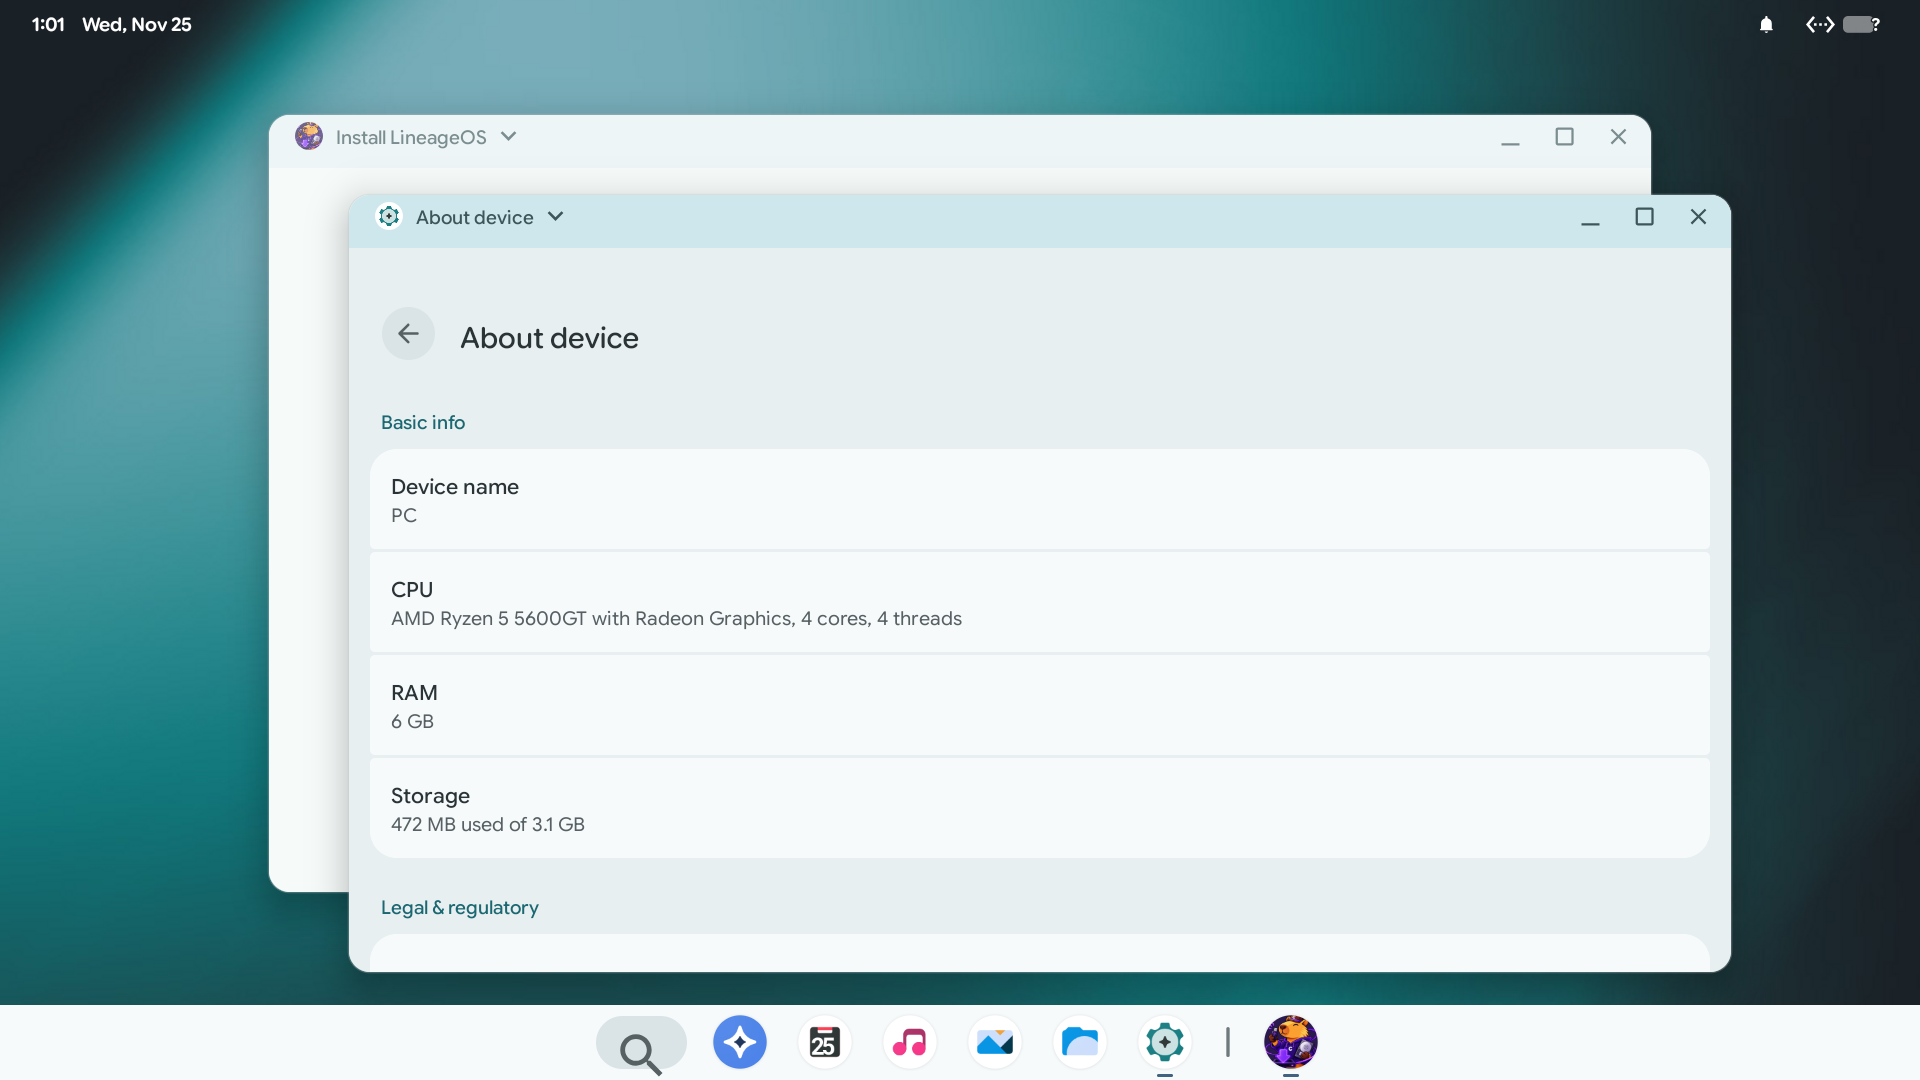 1:01 Wed, Nov 25
?
Install LineageOS
About device
About device
Basic info
Device name
PC
CPU
AMD Ryzen 5 5600GT with Radeon Graphics, 4 cores, 4 threads
RAM
6 GB
Storage
472 MB used of 3.1 GB
Legal & regulatory
25